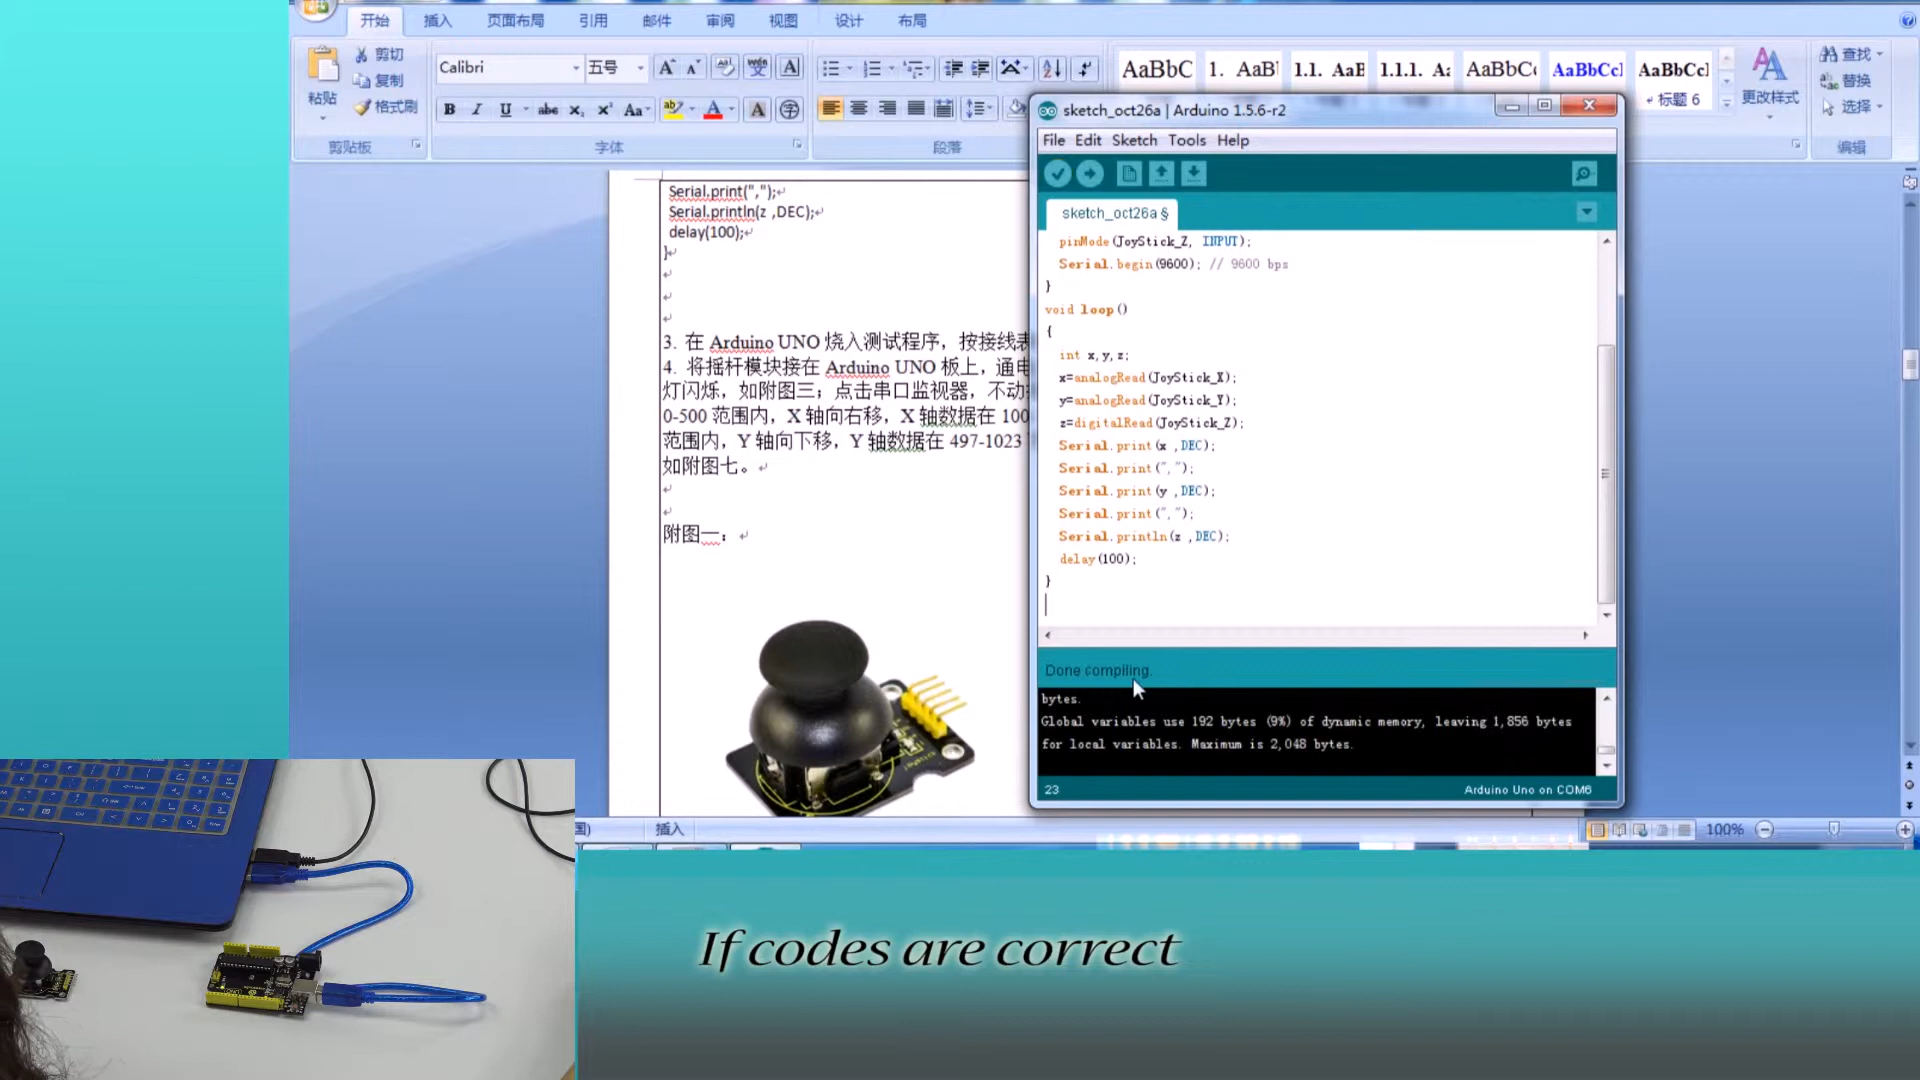 开始 插入 页面布局 引用 邮件 审阅 视图 设计 布局
剪切
复制
格式刷
粘贴
剪贴板
Calibri 五号
字体
段落
AaBbC 1. AaB 1.1. AaB 1.1.1. Aa AaBbC AaBbCc AaBbCc
标题 6
更改样式
查找
替换
选择
编辑
Serial.print(",");
Serial.println(z ,DEC);
delay(100);
}
3. 在 Arduino UNO 烧入测试程序，按接线表
4. 将摇杆模块接在 Arduino UNO 板上，通电
灯闪烁，如附图三；点击串口监视器，不动
0-500 范围内，X 轴向右移，X 轴数据在 100
范围内，Y 轴向下移，Y 轴数据在 497-1023
如附图七。
附图一：
sketch_oct26a | Arduino 1.5.6-r2
File Edit Sketch Tools Help
sketch_oct26a §
pinMode(JoyStick_Z, INPUT);
Serial.begin(9600); // 9600 bps
}
void loop()
{
int x,y,z;
x=analogRead(JoyStick_X);
y=analogRead(JoyStick_Y);
z=digitalRead(JoyStick_Z);
Serial.print(x ,DEC);
Serial.print(",");
Serial.print(y ,DEC);
Serial.print(",");
Serial.println(z ,DEC);
delay(100);
}
Done compiling.
bytes.
Global variables use 192 bytes (9%) of dynamic memory, leaving 1,856 bytes
for local variables. Maximum is 2,048 bytes.
23 Arduino Uno on COM6
插入 100%
If codes are correct